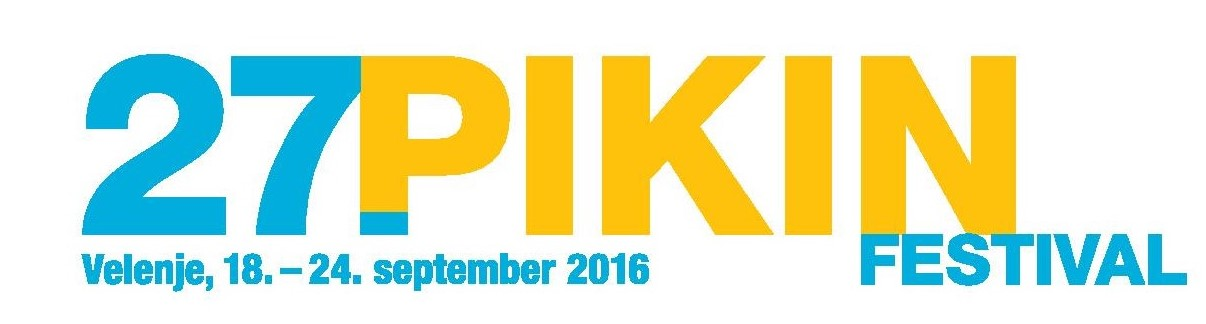 27. PIKIN
FESTIVAL
Velenje, 18. – 24. september 2016